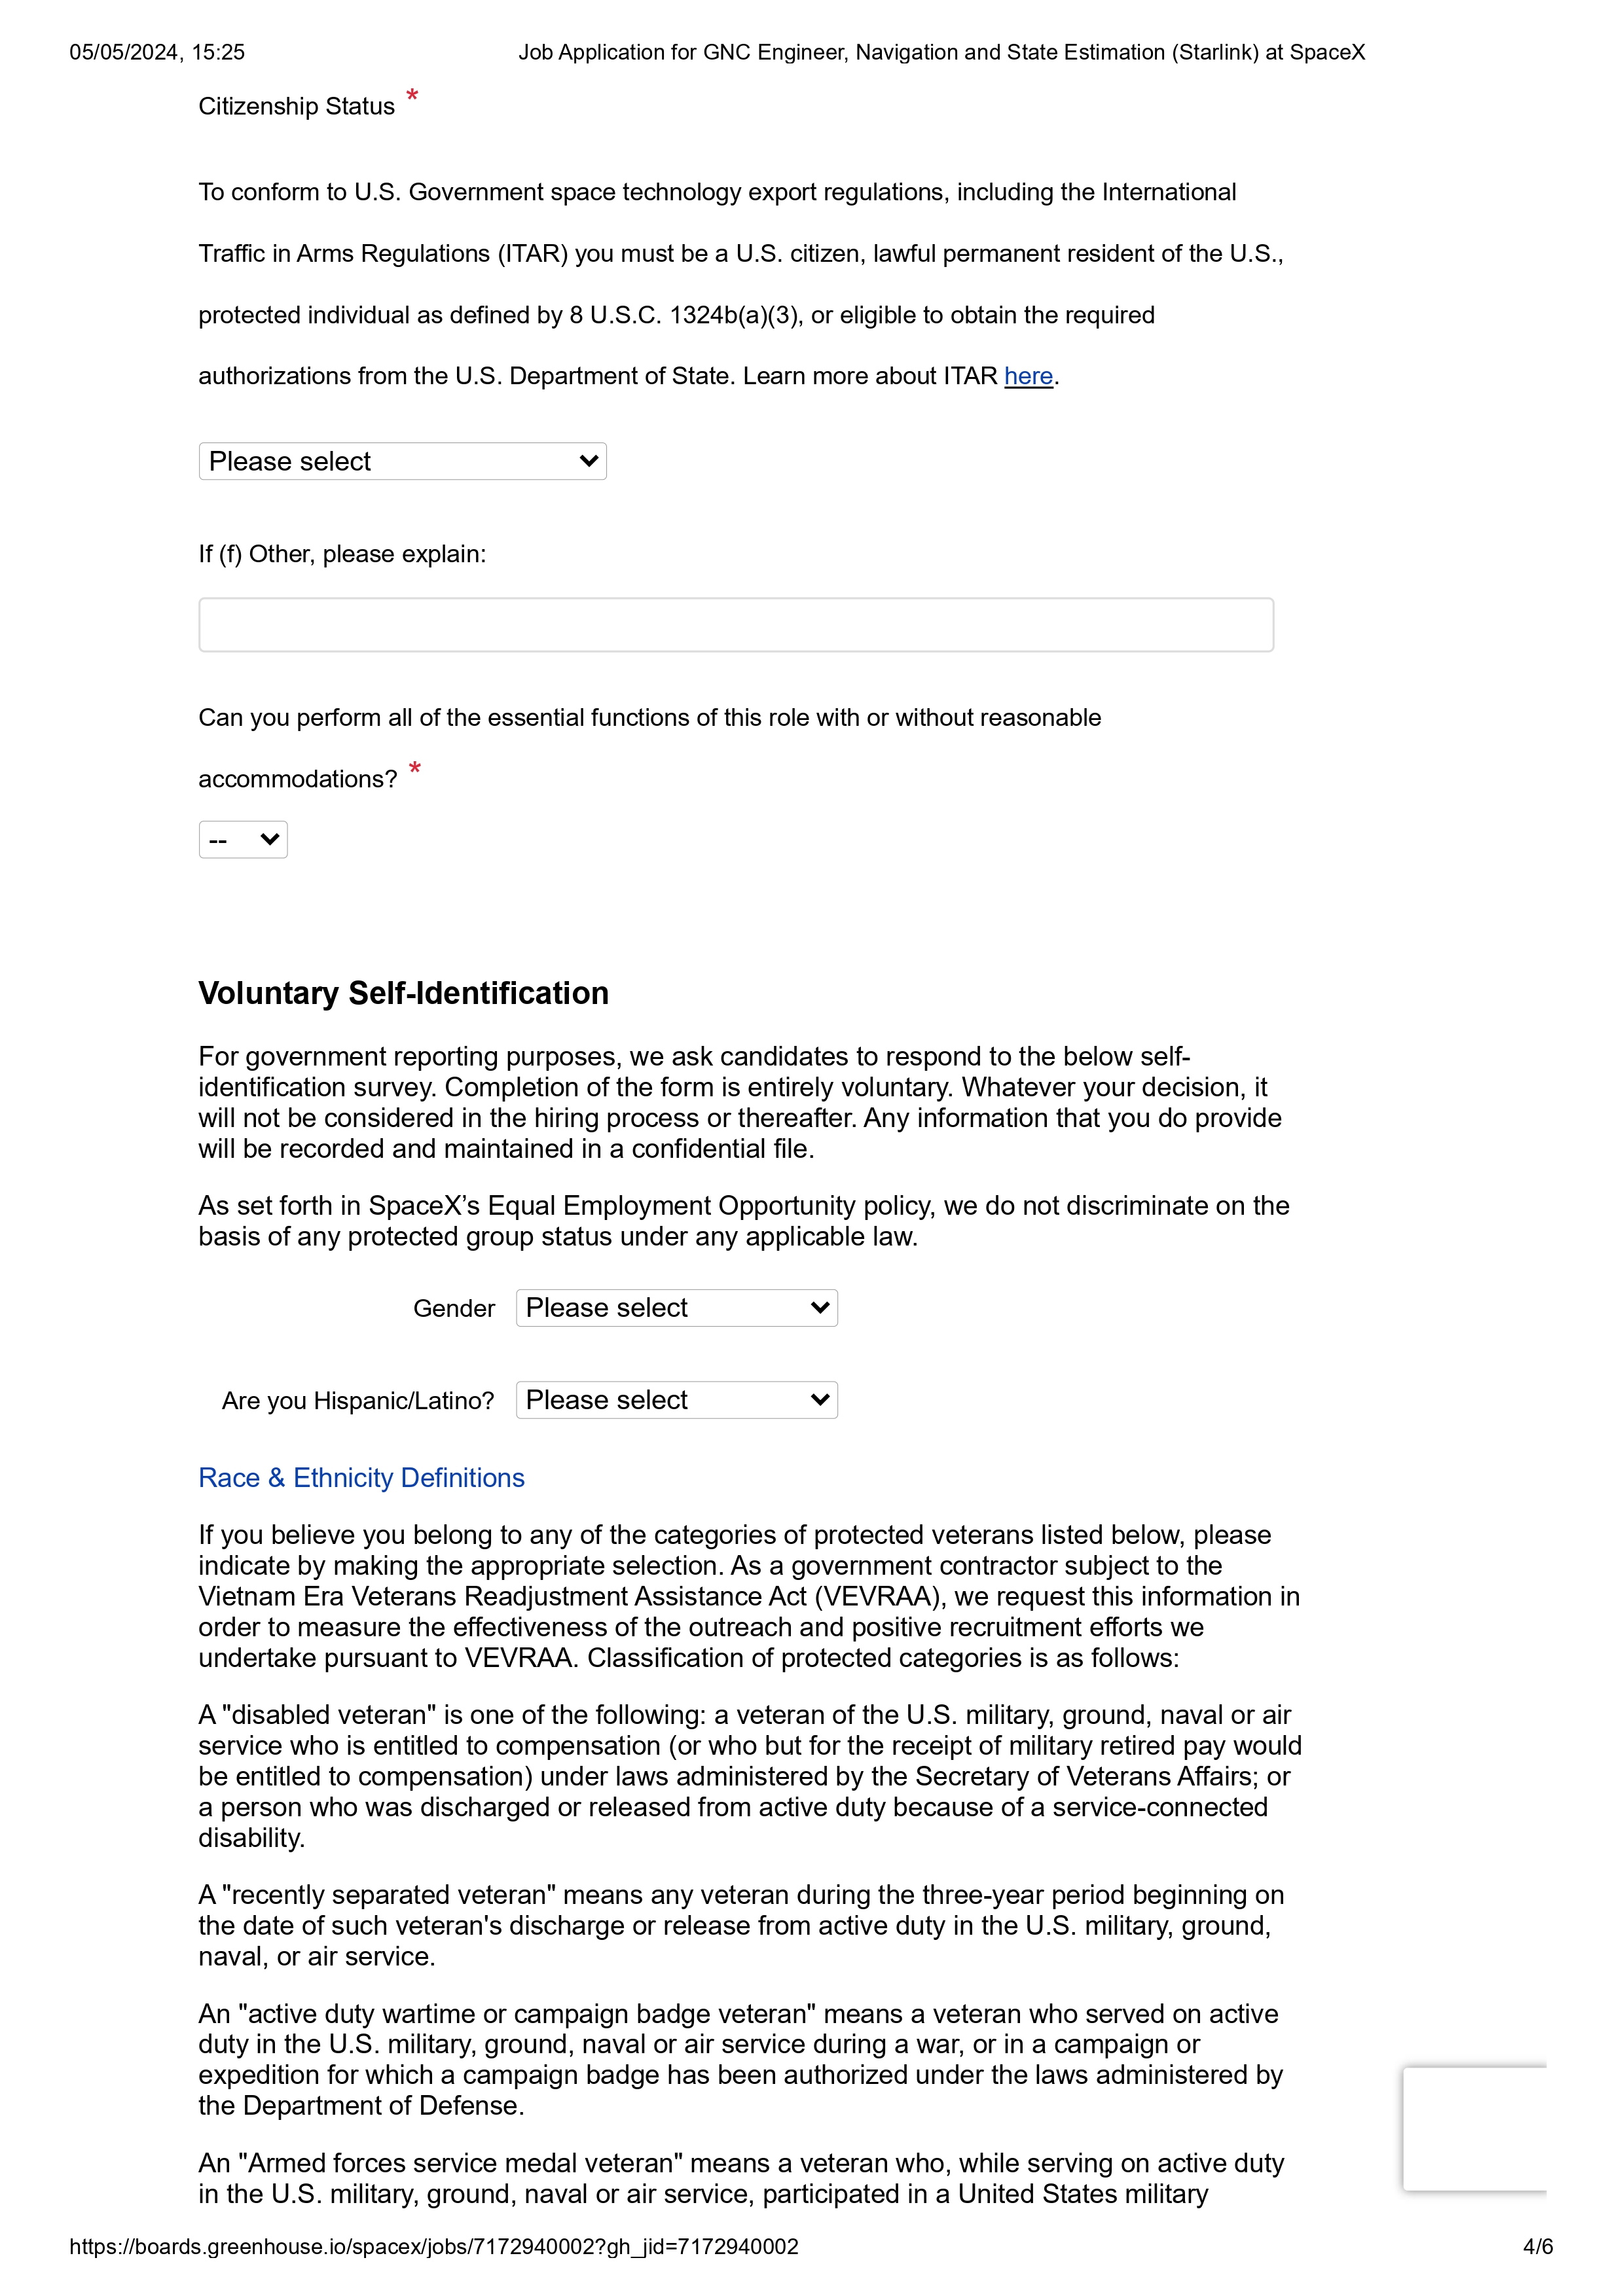 05/05/2024, 15:25
Job Application for GNC Engineer, Navigation and State Estimation (Starlink) at SpaceX
Citizenship Status *
To conform to U.S. Government space technology export regulations, including the International
Traffic in Arms Regulations (ITAR) you must be a U.S. citizen, lawful permanent resident of the U.S.,
protected individual as defined by 8 U.S.C. 1324b(a)(3), or eligible to obtain the required
authorizations from the U.S. Department of State. Learn more about ITAR here.
Please select
If (f) Other, please explain:
Can you perform all of the essential functions of this role with or without reasonable
accommodations? *
--
Voluntary Self-Identification
For government reporting purposes, we ask candidates to respond to the below self-
identification survey. Completion of the form is entirely voluntary. Whatever your decision, it
will not be considered in the hiring process or thereafter. Any information that you do provide
will be recorded and maintained in a confidential file.
As set forth in SpaceX’s Equal Employment Opportunity policy, we do not discriminate on the
basis of any protected group status under any applicable law.
Gender Please select
Are you Hispanic/Latino? Please select
Race & Ethnicity Definitions
If you believe you belong to any of the categories of protected veterans listed below, please
indicate by making the appropriate selection. As a government contractor subject to the
Vietnam Era Veterans Readjustment Assistance Act (VEVRAA), we request this information in
order to measure the effectiveness of the outreach and positive recruitment efforts we
undertake pursuant to VEVRAA. Classification of protected categories is as follows:
A "disabled veteran" is one of the following: a veteran of the U.S. military, ground, naval or air
service who is entitled to compensation (or who but for the receipt of military retired pay would
be entitled to compensation) under laws administered by the Secretary of Veterans Affairs; or
a person who was discharged or released from active duty because of a service-connected
disability.
A "recently separated veteran" means any veteran during the three-year period beginning on
the date of such veteran's discharge or release from active duty in the U.S. military, ground,
naval, or air service.
An "active duty wartime or campaign badge veteran" means a veteran who served on active
duty in the U.S. military, ground, naval or air service during a war, or in a campaign or
expedition for which a campaign badge has been authorized under the laws administered by
the Department of Defense.
An "Armed forces service medal veteran" means a veteran who, while serving on active duty
in the U.S. military, ground, naval or air service, participated in a United States military
https://boards.greenhouse.io/spacex/jobs/7172940002?gh_jid=7172940002
4/6